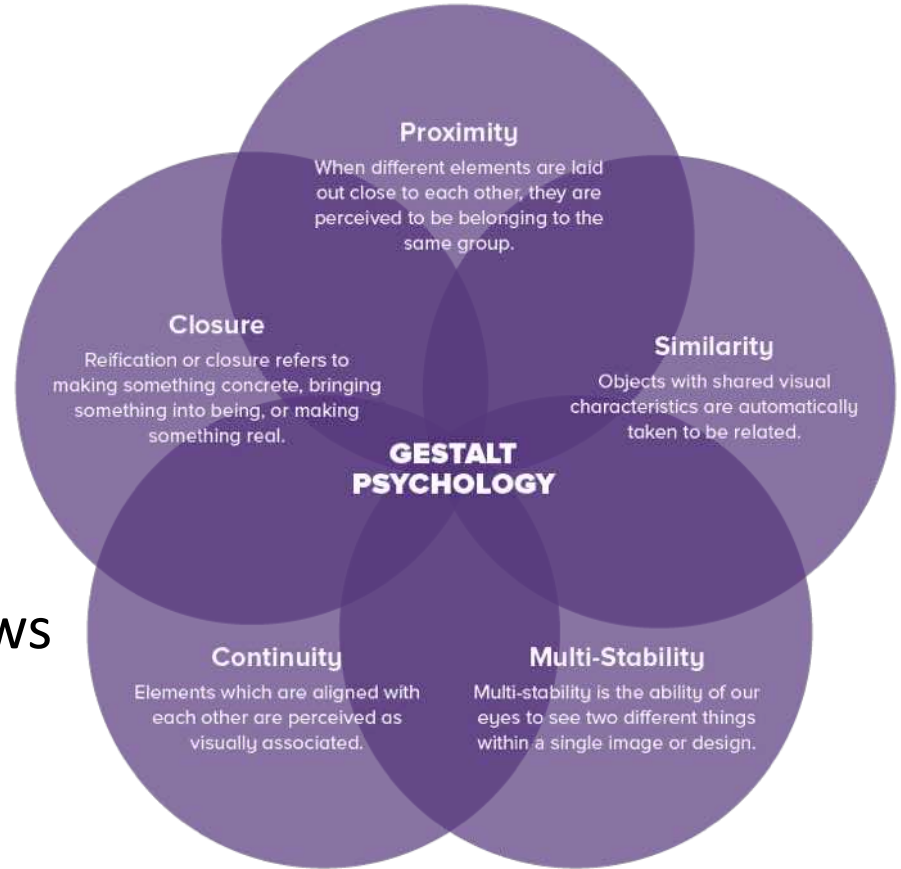 Proximity
When different elements are laid
out close to each other, they are
perceived to be belonging to the
same group.
Closure
Reification or closure refers to
making something concrete, bringing
something into being, or making
something real.
Similarity
Objects with shared visual
characteristics are automatically
taken to be related.
GESTALT
PSYCHOLOGY
ws
Continuity
Elements which are aligned with
each other are perceived as
visually associated.
Multi-Stability
Multi-stability is the ability of our
eyes to see two different things
within a single image or design.